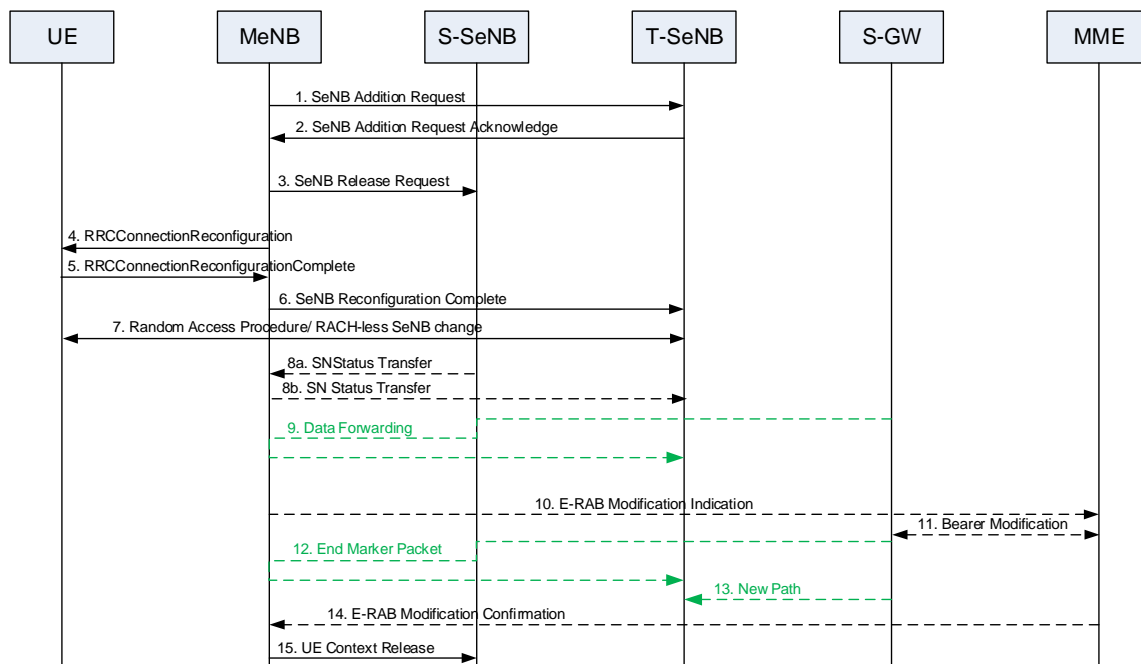 UE
MeNB
S-SeNB
T-SeNB
S-GW
MME
1. SeNB Addition Request
2. SeNB Addition Request Acknowledge
3. SeNB Release Request
4. RRCConnectionReconfiguration
5. RRCConnectionReconfigurationComplete
6. SeNB Reconfiguration Complete
7. Random Access Procedure/ RACH-less SeNB change
8a. SNStatus Transfer
8b. SN Status Transfer
9. Data Forwarding
10. E-RAB Modification Indication
11. Bearer Modification
12. End Marker Packet
13. New Path
14. E-RAB Modification Confirmation
15. UE Context Release